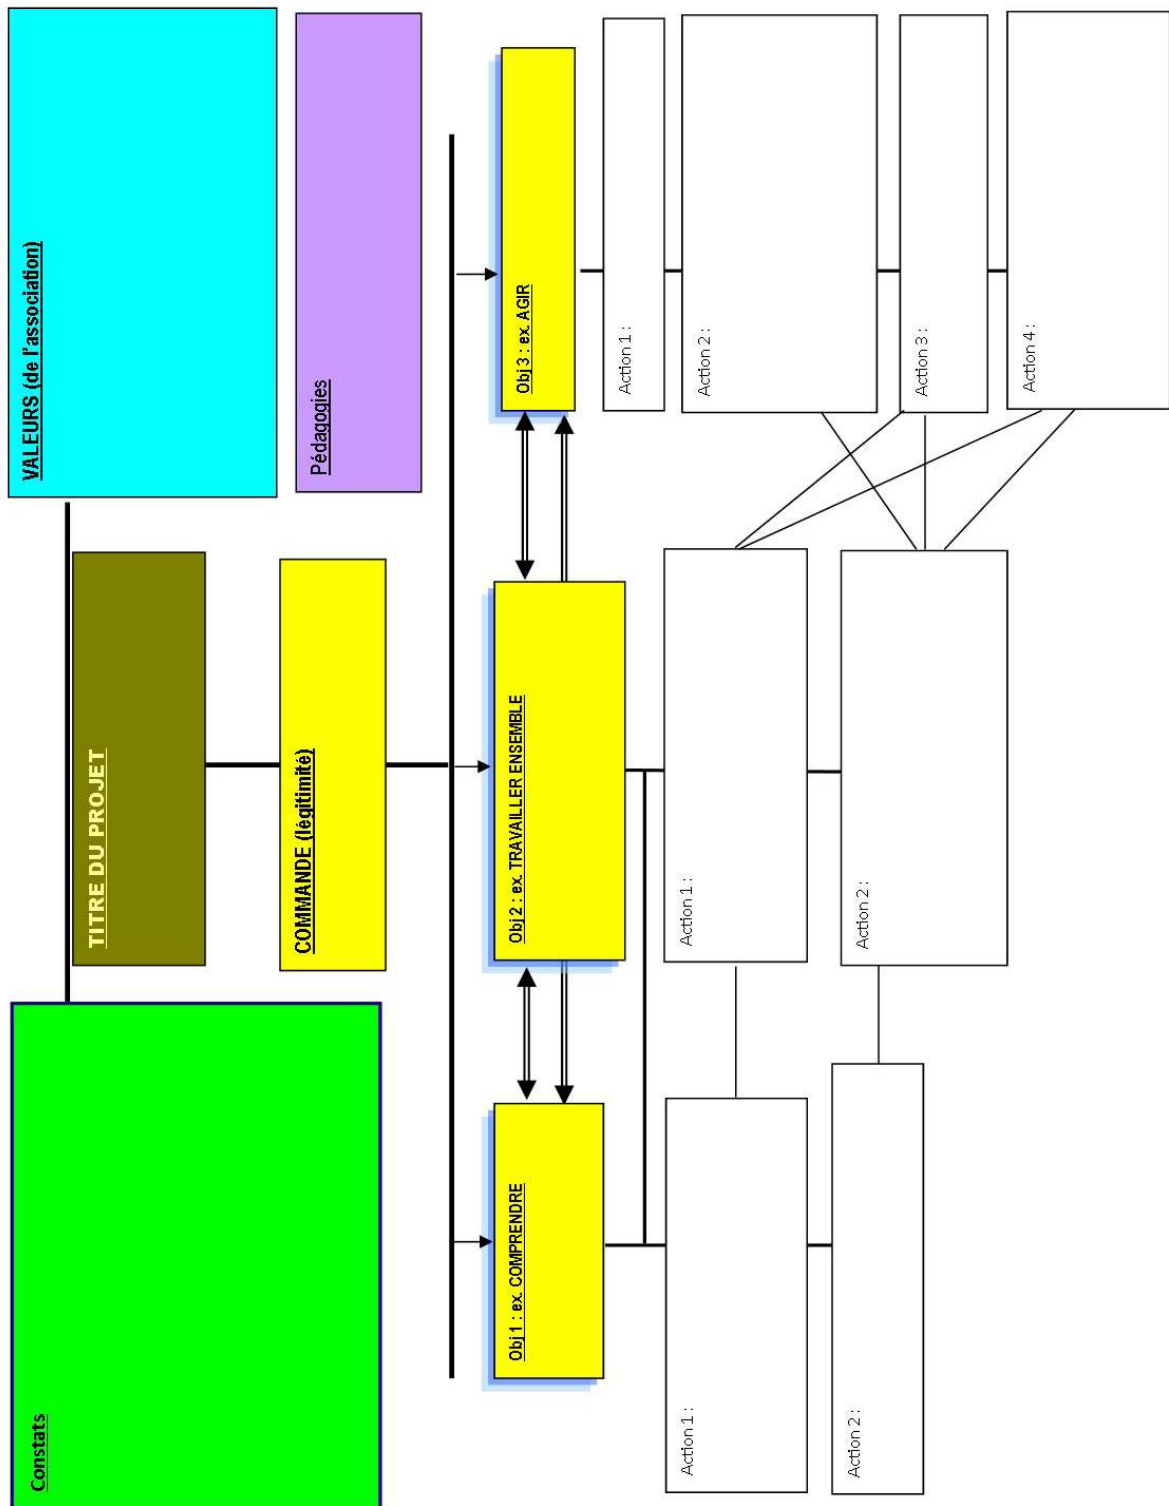 Constats
TITRE DU PROJET
VALEURS (de l'association)
COMMANDE (légitimité)
Pédagogies
Obj 1 : ex. COMPRENDRE
Obj 2 : ex. TRAVAILLER ENSEMBLE
Obj 3 : ex. AGIR
Action 1 :
Action 2 :
Action 1 :
Action 2 :
Action 1 :
Action 2 :
Action 3 :
Action 4 :